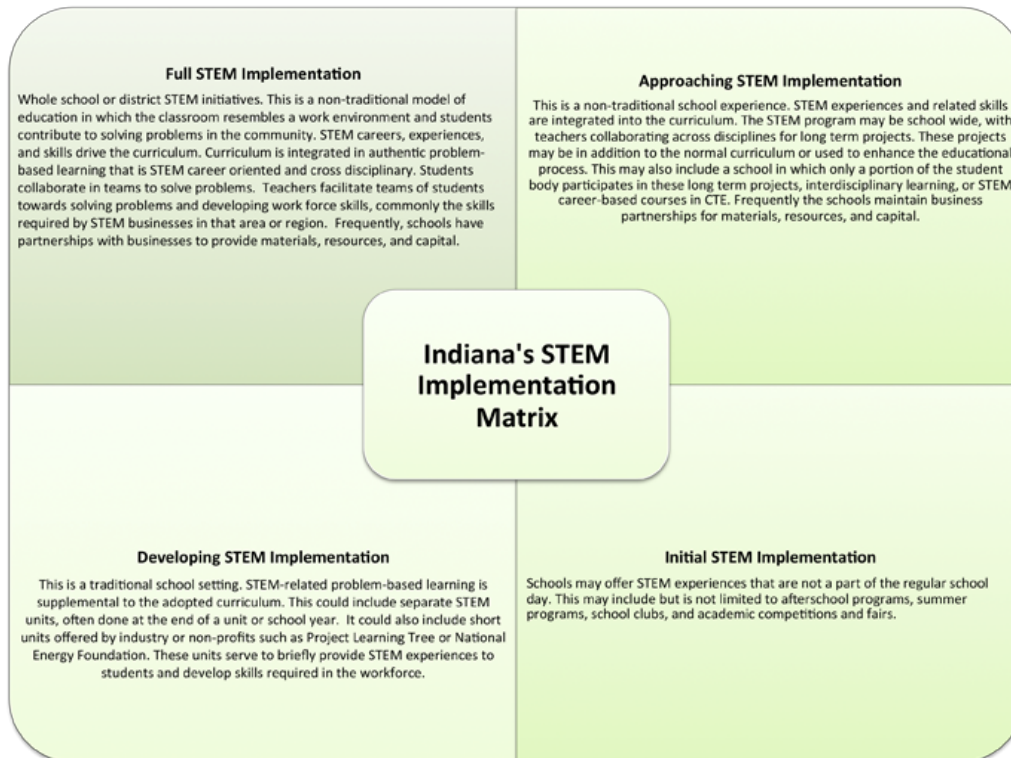 Full STEM Implementation
Whole school or district STEM initiatives. This is a non-traditional model of
education in which the classroom resembles a work environment and students
contribute to solving problems in the community. STEM careers, experiences,
and skills drive the curriculum. Curriculum is integrated in authentic problem-
based learning that is STEM career oriented and cross disciplinary. Students
collaborate in teams to solve problems. Teachers facilitate teams of students
towards solving problems and developing work force skills, commonly the skills
required by STEM businesses in that area or region. Frequently, schools have
partnerships with businesses to provide materials, resources, and capital.
Approaching STEM Implementation
This is a non-traditional school experience. STEM experiences and related skills
are integrated into the curriculum. The STEM program may be school wide, with
teachers collaborating across disciplines for long term projects. These projects
may be in addition to the normal curriculum or used to enhance the educational
process. This may also include a school in which only a portion of the student
body participates in these long term projects, interdisciplinary learning, or STEM
career-based courses in CTE. Frequently the schools maintain business
partnerships for materials, resources, and capital.
Indiana's STEM
Implementation
Matrix
Developing STEM Implementation
This is a traditional school setting. STEM-related problem-based learning is
supplemental to the adopted curriculum. This could include separate STEM
units, often done at the end of a unit or school year. It could also include short
units offered by industry or non-profits such as Project Learning Tree or National
Energy Foundation. These units serve to briefly provide STEM experiences to
students and develop skills required in the workforce.
Initial STEM Implementation
Schools may offer STEM experiences that are not a part of the regular school
day. This may include but is not limited to afterschool programs, summer
programs, school clubs, and academic competitions and fairs.